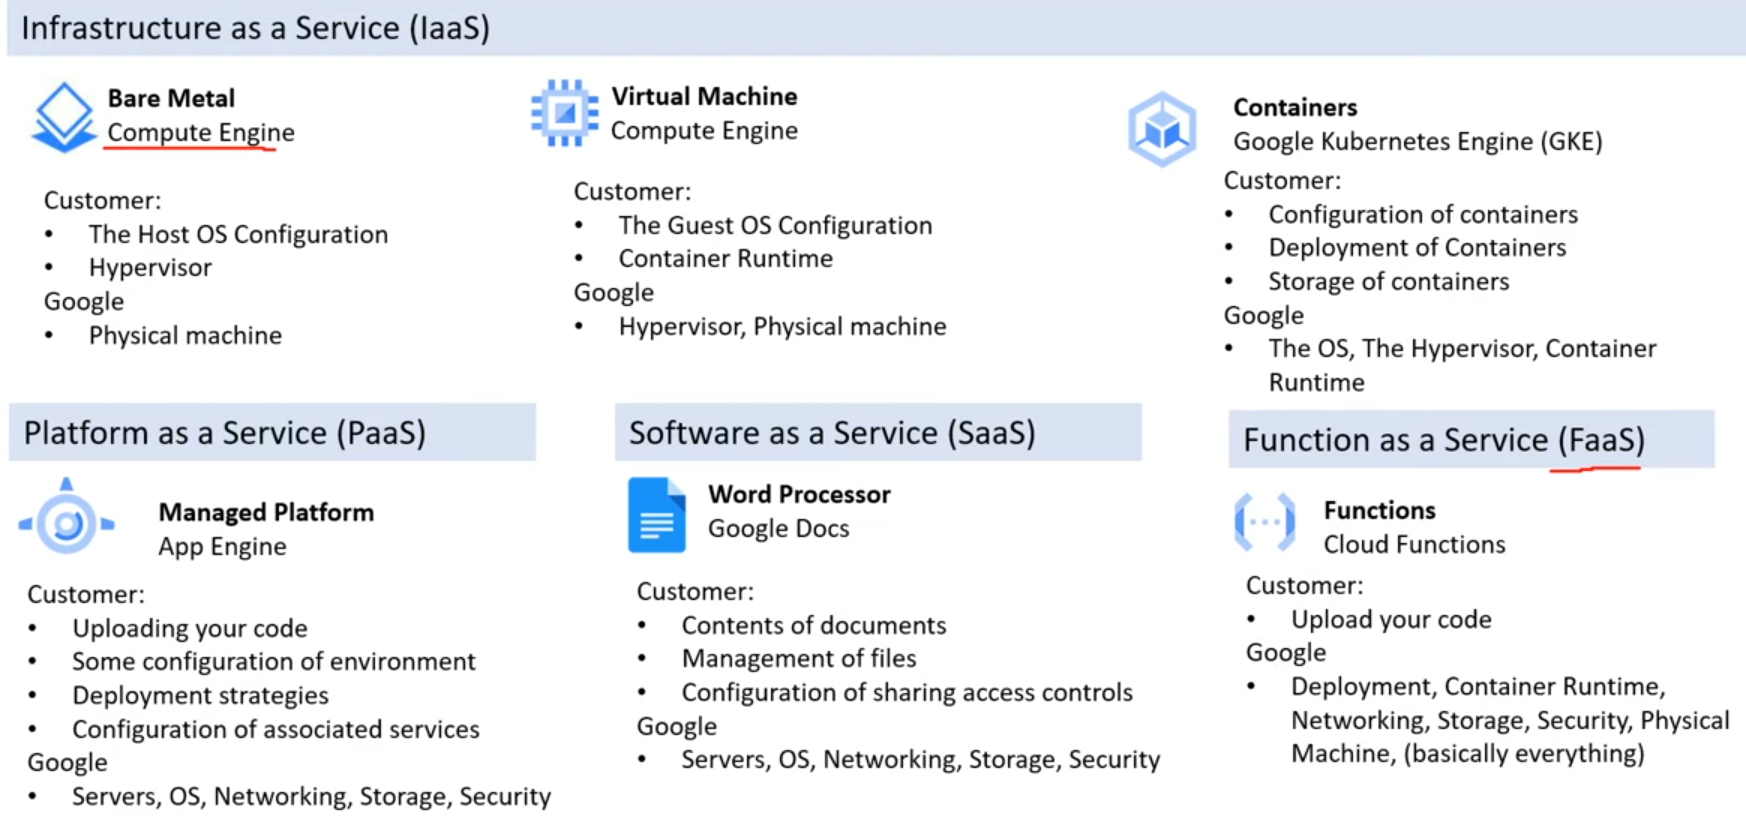 Infrastructure as a Service (IaaS)
Bare Metal
Compute Engine
Customer:
• The Host OS Configuration
• Hypervisor
Google
• Physical machine
Virtual Machine
Compute Engine
Customer:
• The Guest OS Configuration
• Container Runtime
Google
• Hypervisor, Physical machine
Containers
Google Kubernetes Engine (GKE)
Customer:
• Configuration of containers
• Deployment of Containers
• Storage of containers
Google
• The OS, The Hypervisor, Container
Runtime
Platform as a Service (PaaS)
Managed Platform
App Engine
Customer:
• Uploading your code
• Some configuration of environment
• Deployment strategies
• Configuration of associated services
Google
• Servers, OS, Networking, Storage, Security
Software as a Service (SaaS)
Word Processor
Google Docs
Customer:
• Contents of documents
• Management of files
• Configuration of sharing access controls
Google
• Servers, OS, Networking, Storage, Security
Function as a Service (FaaS)
Functions
Cloud Functions
Customer:
• Upload your code
Google
• Deployment, Container Runtime,
Networking, Storage, Security, Physical
Machine, (basically everything)